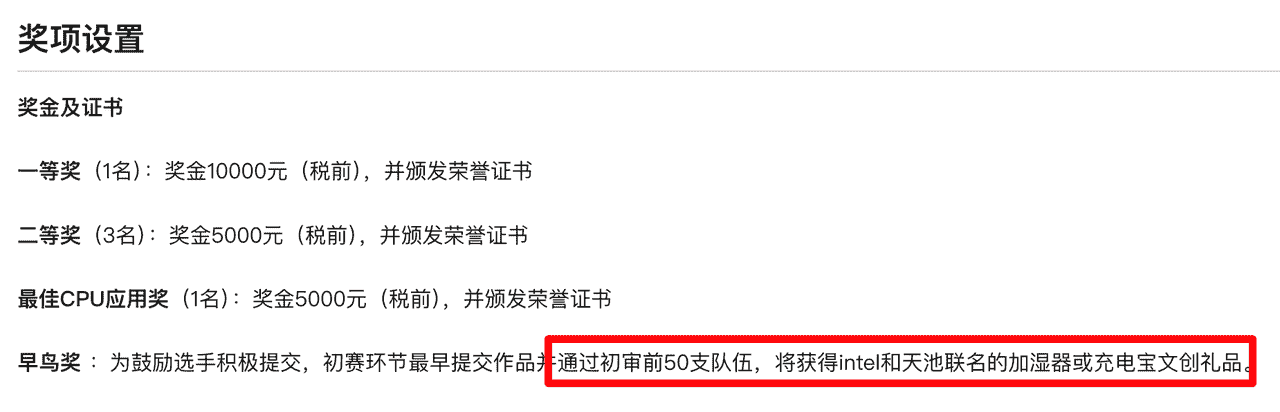 奖项设置
奖金及证书
一等奖（1名）：奖金10000元（税前），并颁发荣誉证书
二等奖（3名）：奖金5000元（税前），并颁发荣誉证书
最佳CPU应用奖（1名）：奖金5000元（税前），并颁发荣誉证书
早鸟奖 ：为鼓励选手积极提交，初赛环节最早提交作品并通过初审前50支队伍，将获得intel和天池联名的加湿器或充电宝文创礼品。